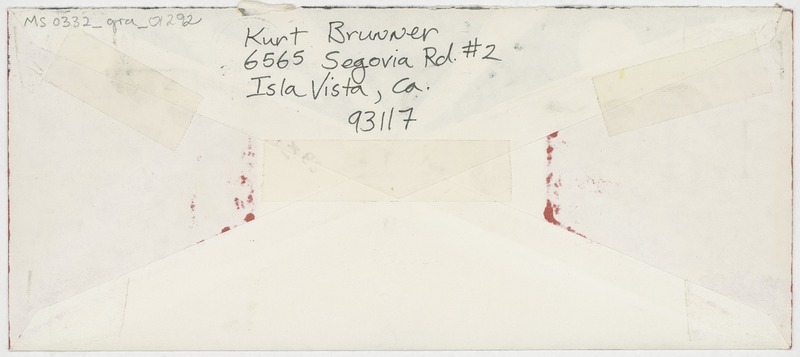 MS 0332_gra_01292
Kurt Brunner
6565 Segovia Rd. #2
Isla Vista, Ca.
93117